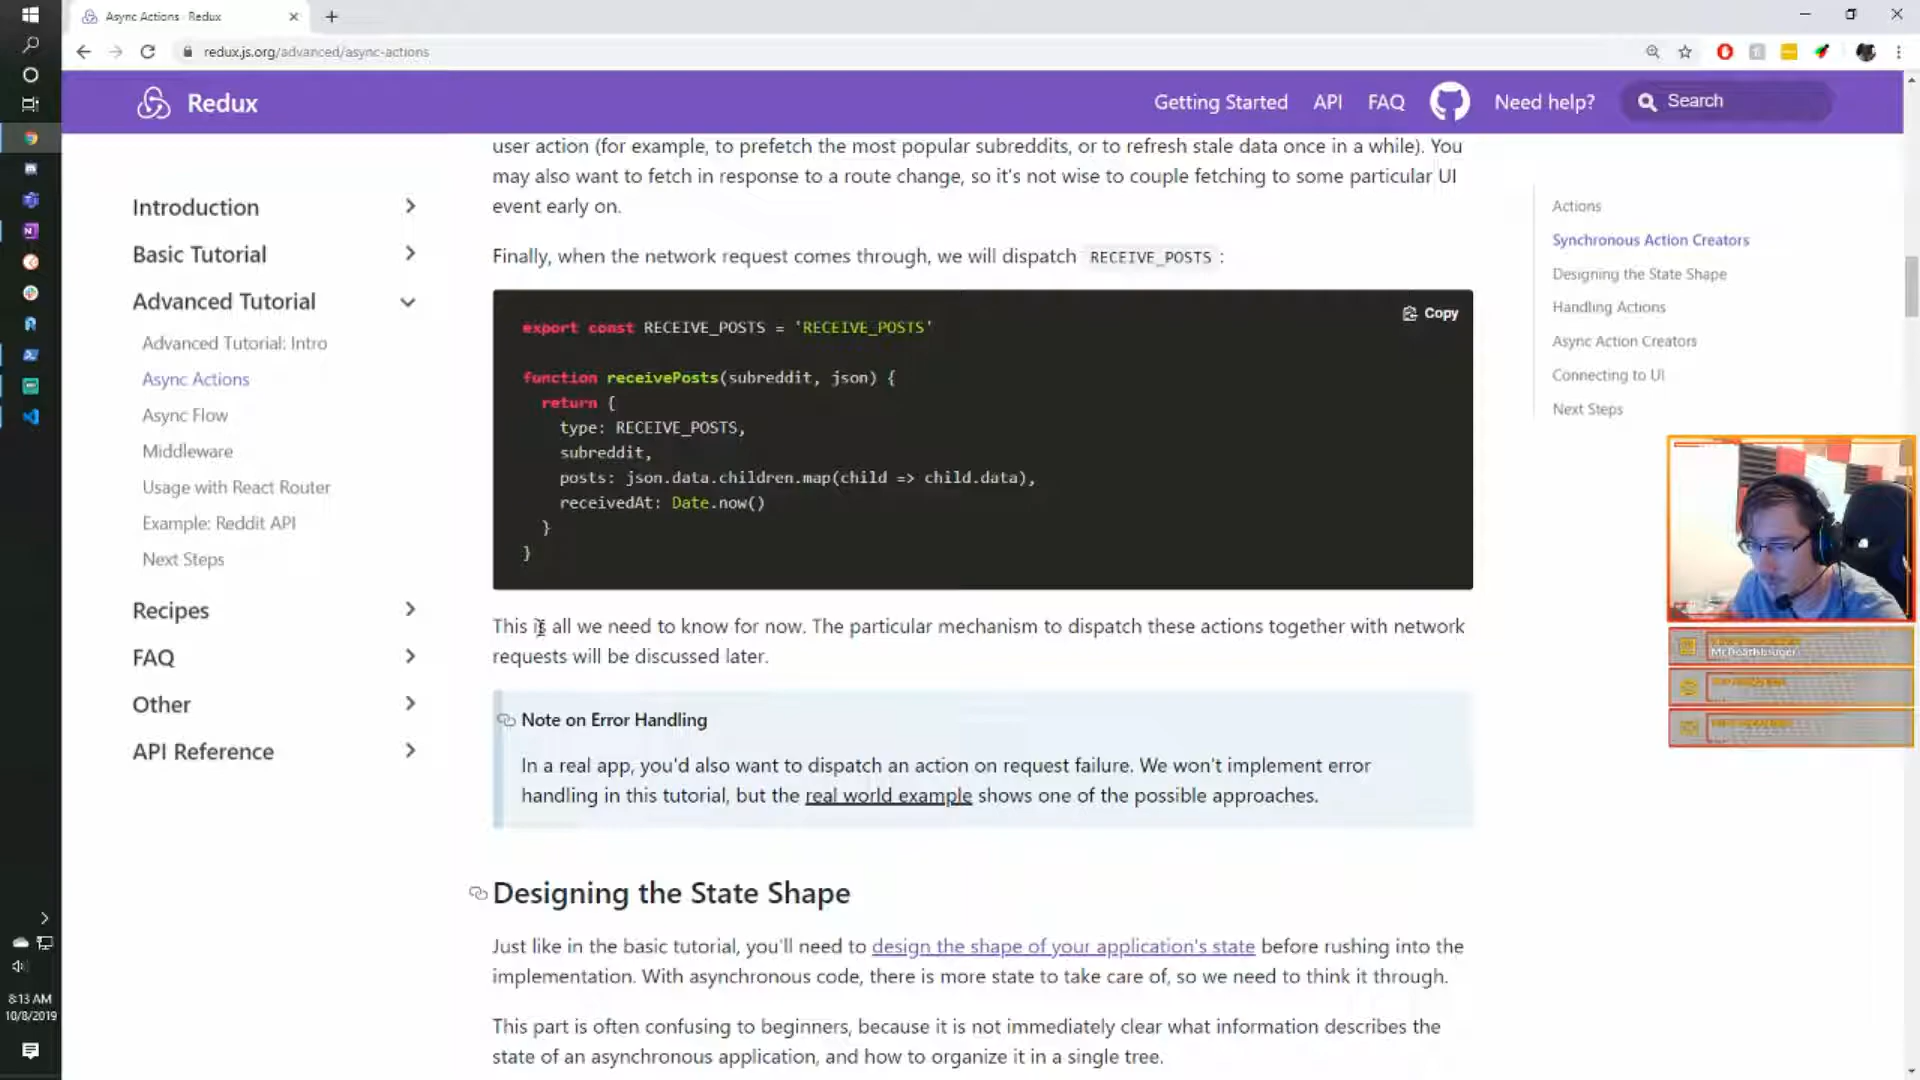 Async Actions · Redux
redux.js.org/advanced/async-actions
Redux
Getting Started
API
FAQ
Need help?
Search
Introduction
Basic Tutorial
Advanced Tutorial
Advanced Tutorial: Intro
Async Actions
Async Flow
Middleware
Usage with React Router
Example: Reddit API
Next Steps
Recipes
FAQ
Other
API Reference
user action (for example, to prefetch the most popular subreddits, or to refresh stale data once in a while). You
may also want to fetch in response to a route change, so it's not wise to couple fetching to some particular UI
event early on.
Finally, when the network request comes through, we will dispatch RECEIVE_POSTS :
Copy
export const RECEIVE_POSTS = 'RECEIVE_POSTS'
function receivePosts(subreddit, json) {
return {
type: RECEIVE_POSTS,
subreddit,
posts: json.data.children.map(child => child.data),
receivedAt: Date.now()
}
}
This is all we need to know for now. The particular mechanism to dispatch these actions together with network
requests will be discussed later.
Note on Error Handling
In a real app, you'd also want to dispatch an action on request failure. We won't implement error
handling in this tutorial, but the real world example shows one of the possible approaches.
Designing the State Shape
Just like in the basic tutorial, you'll need to design the shape of your application's state before rushing into the
implementation. With asynchronous code, there is more state to take care of, so we need to think it through.
This part is often confusing to beginners, because it is not immediately clear what information describes the
state of an asynchronous application, and how to organize it in a single tree.
Actions
Synchronous Action Creators
Designing the State Shape
Handling Actions
Async Action Creators
Connecting to UI
Next Steps
8:13 AM
10/8/2019